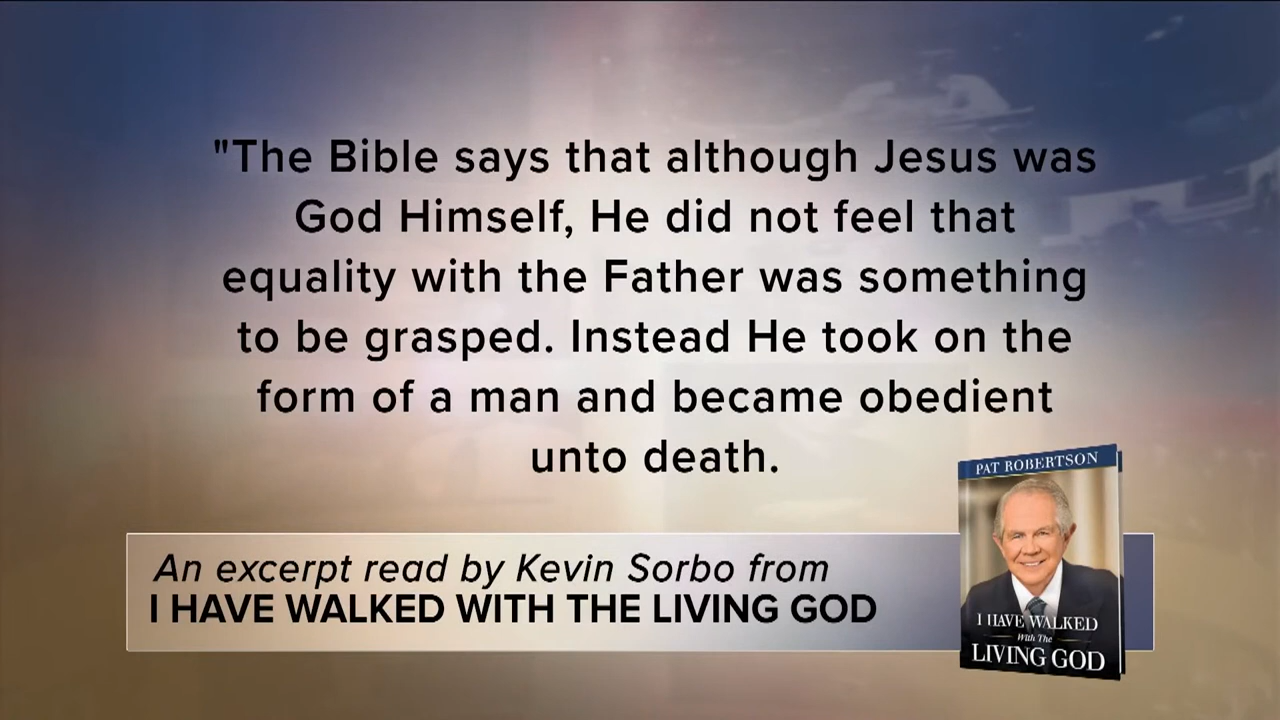 "The Bible says that although Jesus was
God Himself, He did not feel that
equality with the Father was something
to be grasped. Instead He took on the
form of a man and became obedient
unto death.
An excerpt read by Kevin Sorbo from
I HAVE WALKED WITH THE LIVING GOD
PAT ROBERTSON
I HAVE WALKED
With The
LIVING GOD